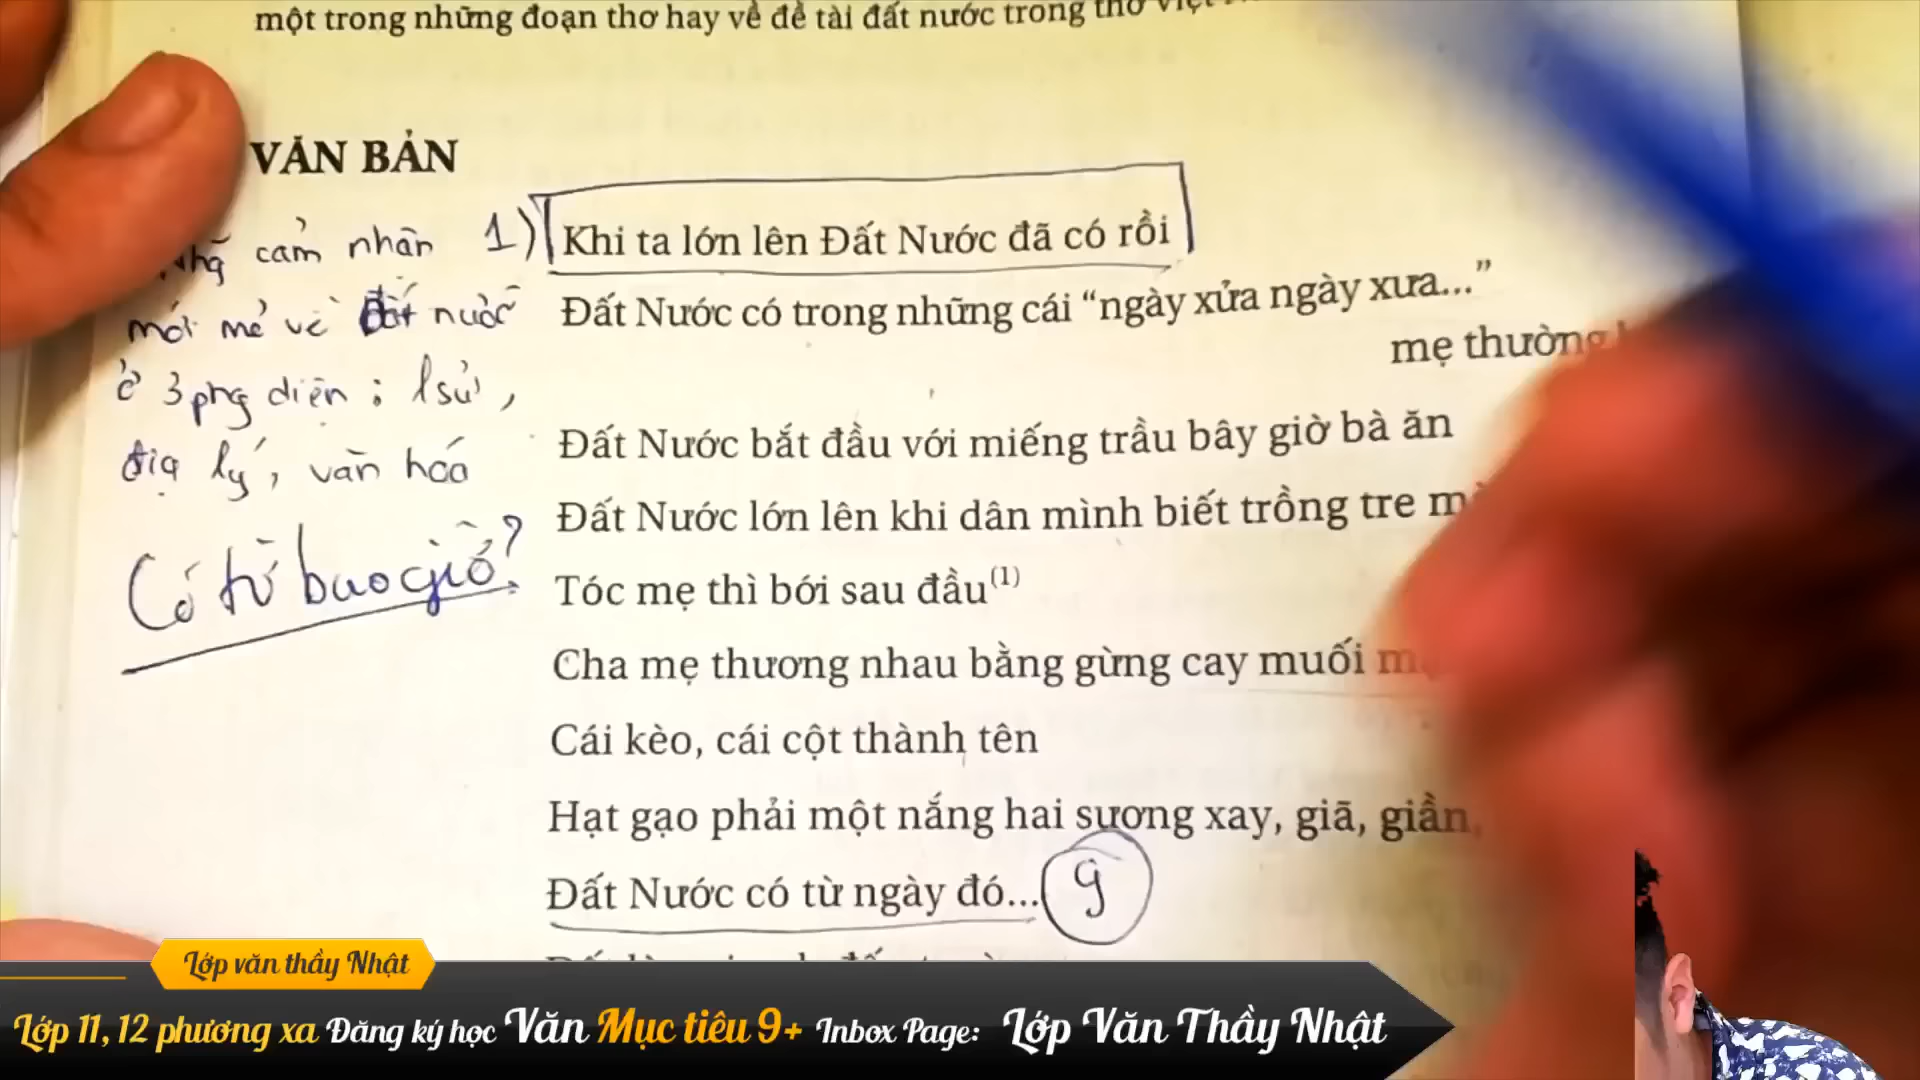 một trong những đoạn thơ hay về đề tài đất nước trong thơ
VĂN BẢN
cảm nhận
mới mẻ về Đất nước
ở 3 phg diện : lsử,
địa lý, văn hóa
Có từ bao giờ?
1) Khi ta lớn lên Đất Nước đã có rồi
Đất Nước có trong những cái “ngày xửa ngày xưa...”
mẹ thường
Đất Nước bắt đầu với miếng trầu bây giờ bà ăn
Đất Nước lớn lên khi dân mình biết trồng tre
Tóc mẹ thì bới sau đầu(1)
Cha mẹ thương nhau bằng gừng cay muối
Cái kèo, cái cột thành tên
Hạt gạo phải một nắng hai sương xay, giã, giần,
Đất Nước có từ ngày đó... 9
Lớp văn thầy Nhật
Lớp 11, 12 phương xa Đăng ký học Văn Mục tiêu 9+ Inbox Page: Lớp Văn Thầy Nhật